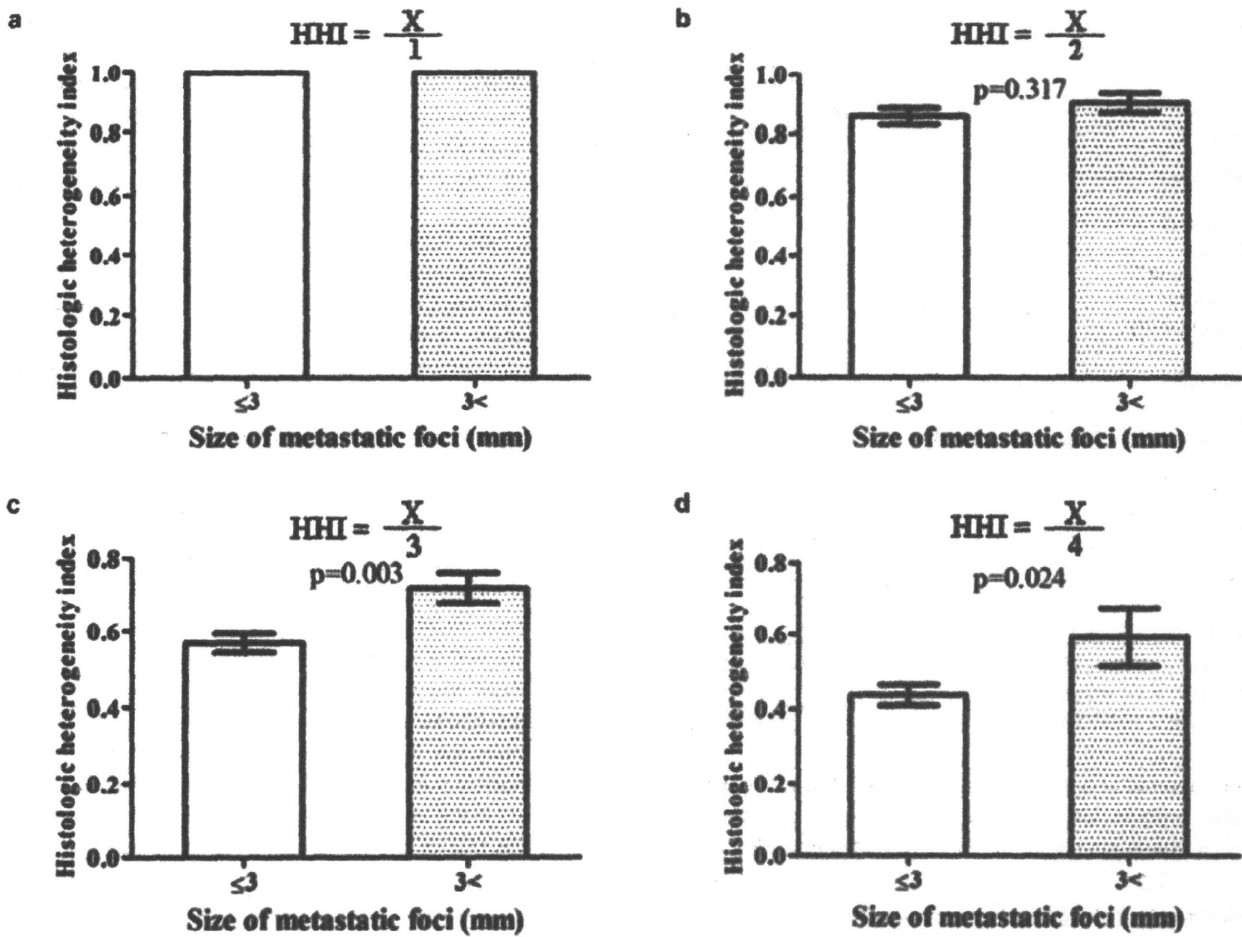 a
HHI = X
1
Histologic heterogeneity index
1.0
0.8
0.6
0.4
0.2
0.0
≤3
3<
Size of metastatic foci (mm)
b
HHI = X
2
p=0.317
Histologic heterogeneity index
1.0
0.8
0.6
0.4
0.2
0.0
≤3
3<
Size of metastatic foci (mm)
c
HHI = X
3
p=0.003
Histologic heterogeneity index
0.8
0.6
0.4
0.2
0.0
≤3
3<
Size of metastatic foci (mm)
d
HHI = X
4
p=0.024
Histologic heterogeneity index
0.8
0.6
0.4
0.2
0.0
≤3
3<
Size of metastatic foci (mm)